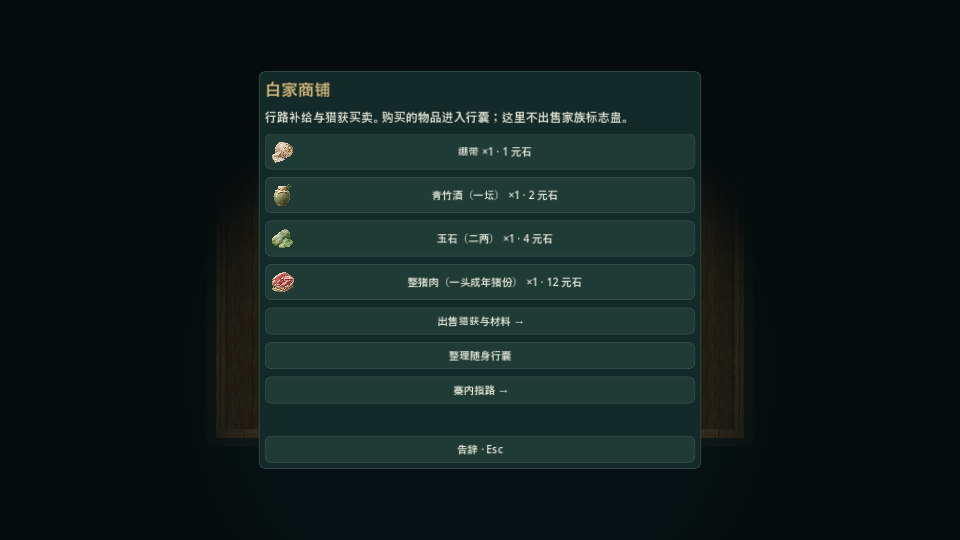 白家商铺
行路补给与猎获买卖。购买的物品进入行囊；这里不出售家族标志蛊。
绷带 ×1 · 1 元石
青竹酒（一坛） ×1 · 2 元石
玉石（二两） ×1 · 4 元石
整猪肉（一头成年猪份） ×1 · 12 元石
出售猎获与材料 →
整理随身行囊
寨内指路 →
告辞 · Esc